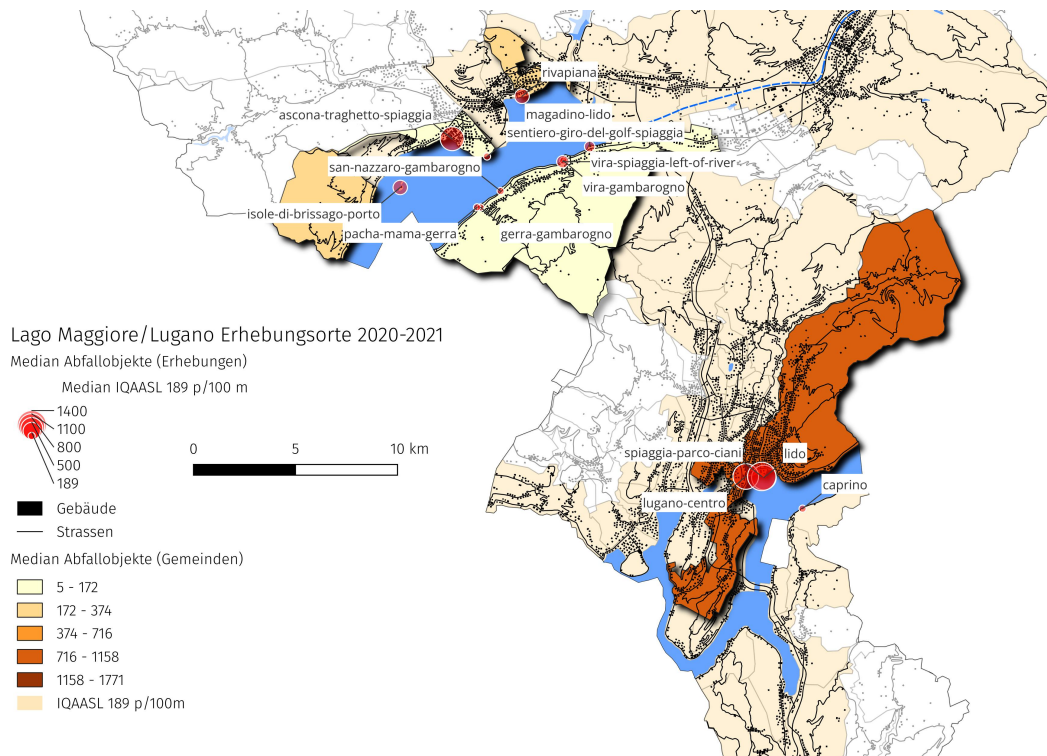 rivapiana
ascona-traghetto-spiaggia
magadino-lido
sentiero-giro-del-golf-spiaggia
san-nazzaro-gambarogno
vira-spiaggia-left-of-river
vira-gambarogno
isole-di-brissago-porto
pacha-mama-gerra
gerra-gambarogno
Lago Maggiore/Lugano Erhebungsorte 2020-2021
Median Abfallobjekte (Erhebungen)
Median IQAASL 189 p/100 m
1400
1100
800
500
189
0 5 10 km
Gebäude
Strassen
Median Abfallobjekte (Gemeinden)
5 - 172
172 - 374
374 - 716
716 - 1158
1158 - 1771
IQAASL 189 p/100m
spiaggia-parco-ciani
lido
caprino
lugano-centro